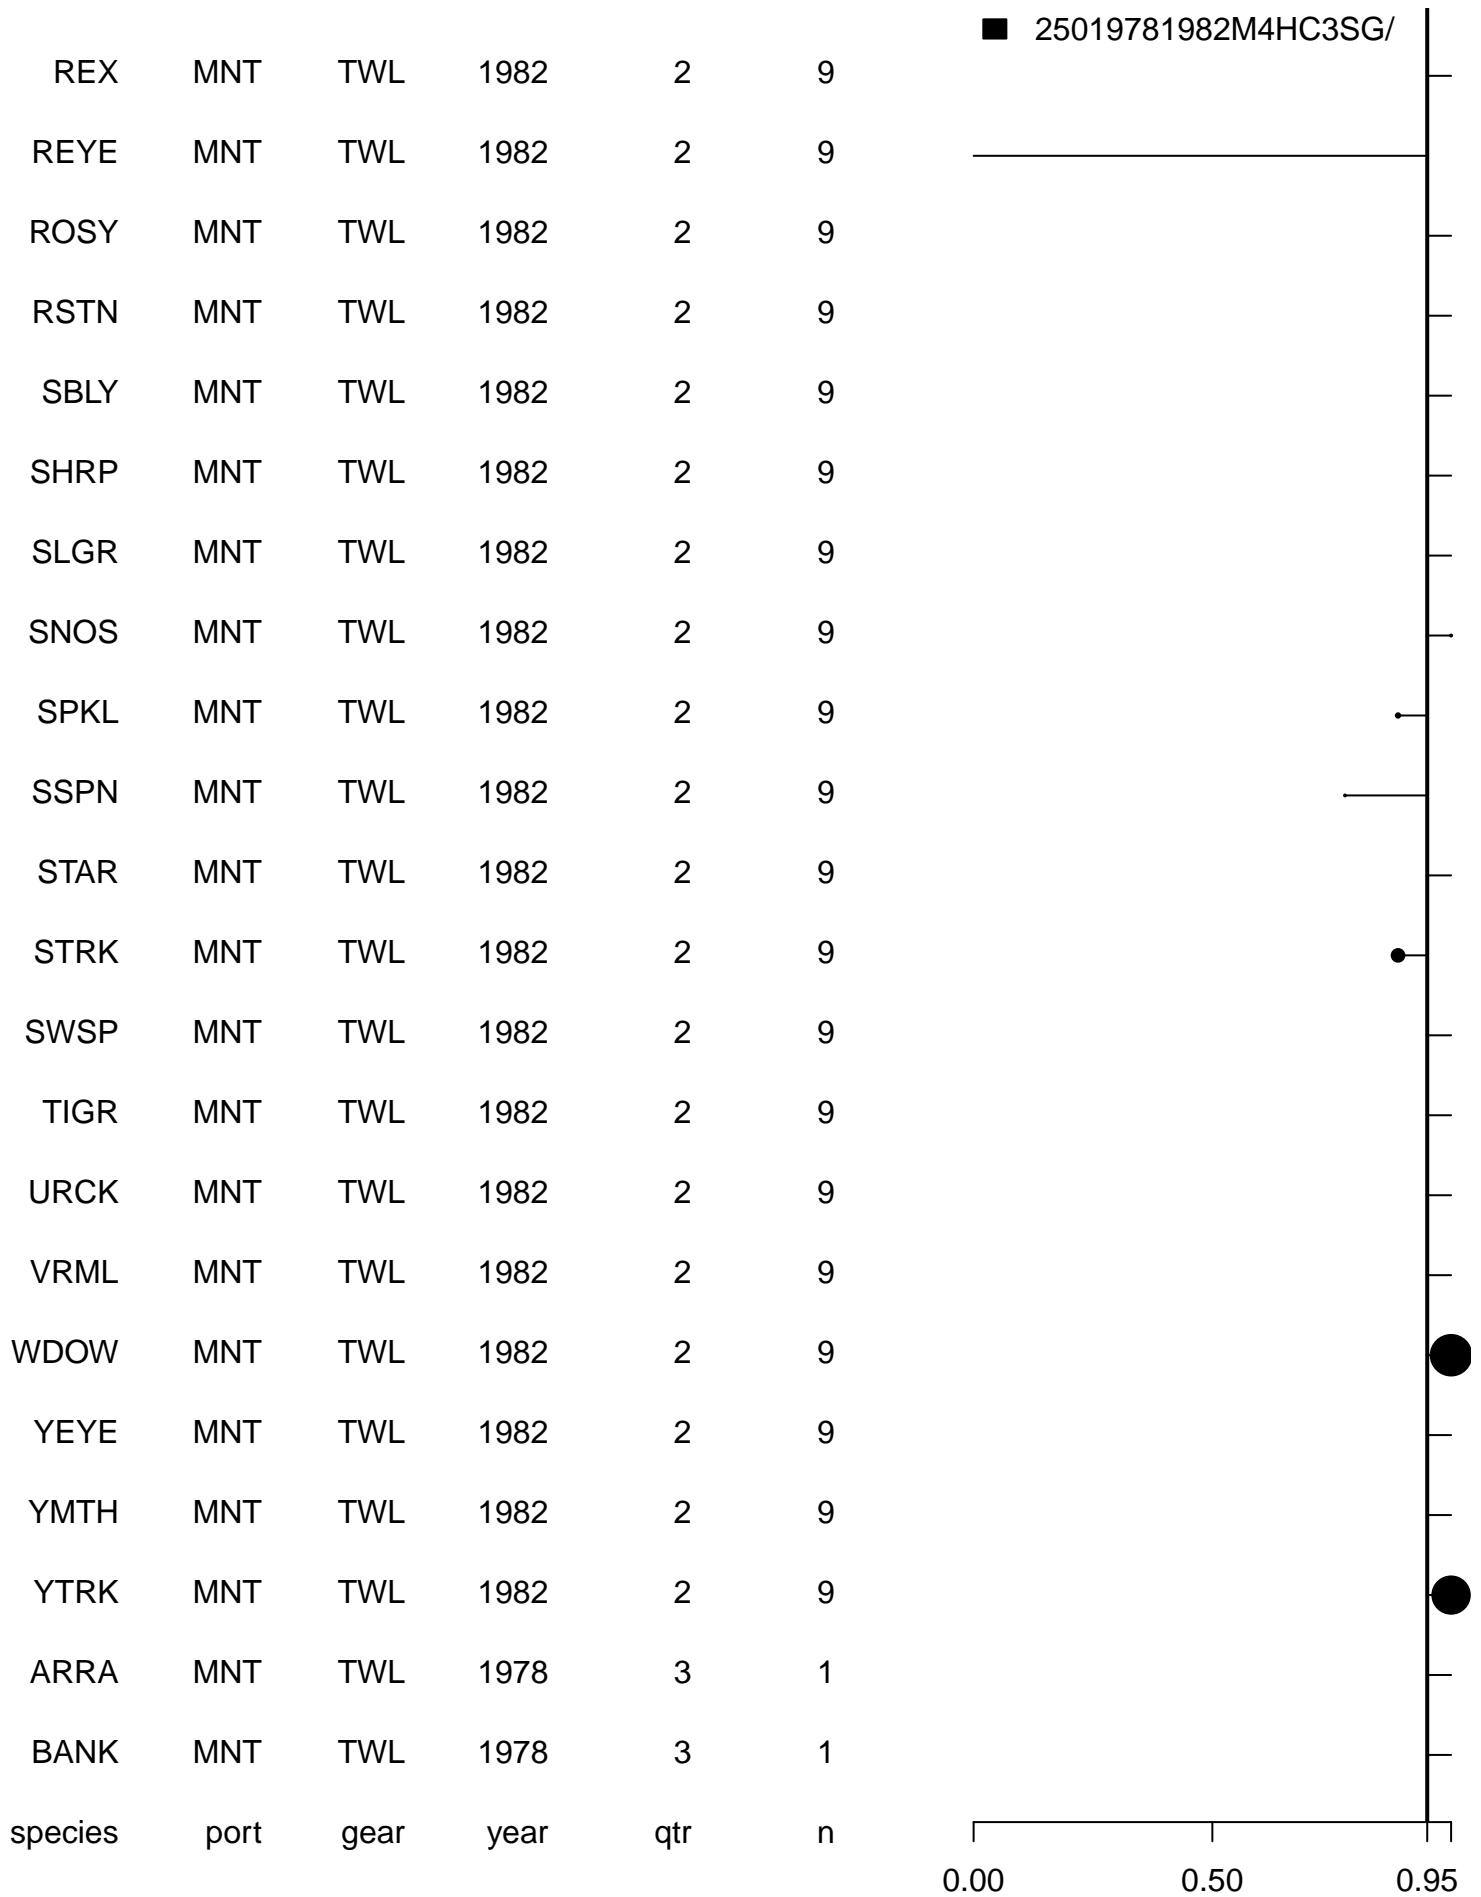 25019781982M4HC3SG/
REX MNT TWL 1982 2 9
REYE MNT TWL 1982 2 9
ROSY MNT TWL 1982 2 9
RSTN MNT TWL 1982 2 9
SBLY MNT TWL 1982 2 9
SHRP MNT TWL 1982 2 9
SLGR MNT TWL 1982 2 9
SNOS MNT TWL 1982 2 9
SPKL MNT TWL 1982 2 9
SSPN MNT TWL 1982 2 9
STAR MNT TWL 1982 2 9
STRK MNT TWL 1982 2 9
SWSP MNT TWL 1982 2 9
TIGR MNT TWL 1982 2 9
URCK MNT TWL 1982 2 9
VRML MNT TWL 1982 2 9
WDOW MNT TWL 1982 2 9
YEYE MNT TWL 1982 2 9
YMTH MNT TWL 1982 2 9
YTRK MNT TWL 1982 2 9
ARRA MNT TWL 1978 3 1
BANK MNT TWL 1978 3 1
species port gear year qtr n
0.00 0.50 0.95